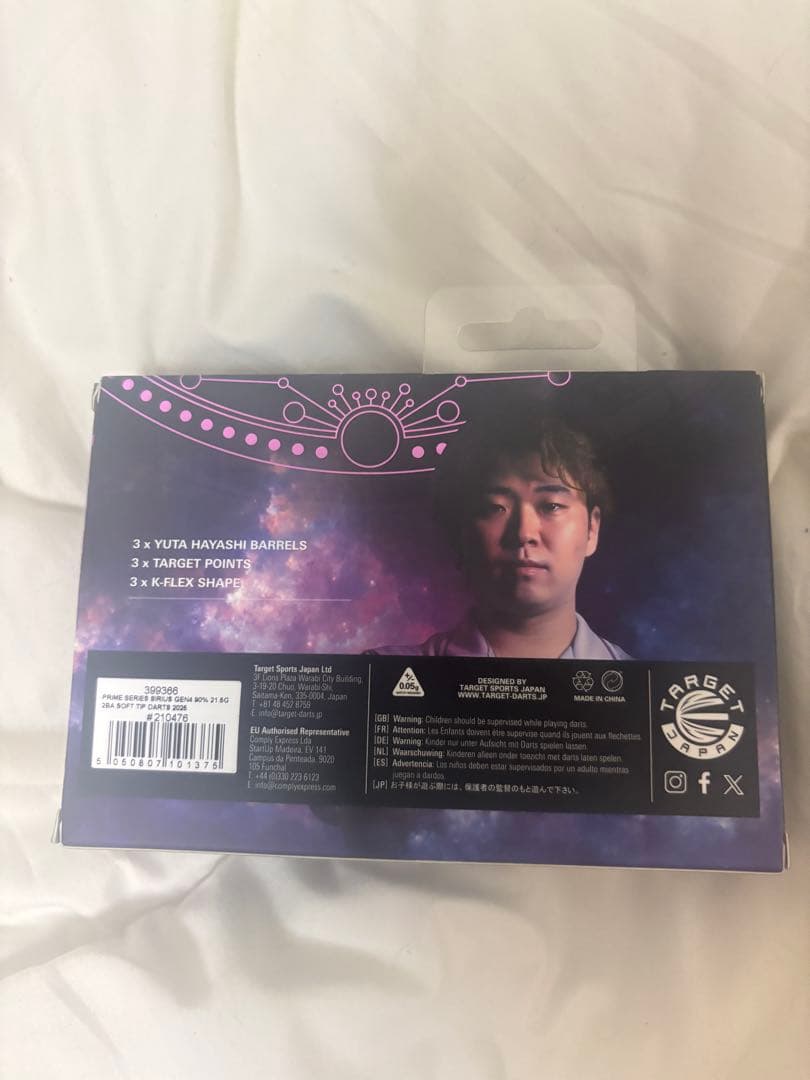 3 x YUTA HAYASHI BARRELS
3 x TARGET POINTS
3 x K-FLEX SHAPE
399366
PRIME SERIES SIRIUS GEN4 90% 21.5G
2BA SOFT TIP DARTS 2025
#210476
5 050807 101375
Target Sports Japan Ltd
3F Lions Plaza Warabi City Building,
3-19-20 Chuo, Warabi Shi,
Saitama-Ken, 335-0004, Japan
T: +81 48 452 8759
E: info@target-darts.jp
EU Authorised Representative
Comply Express Lda
StartUp Madeira, EV 141
Campus da Penteada, 9020
105 Funchal
T: +44 (0)330 223 6123
E: info@complyexpress.com
+/-
0.05g
DESIGNED BY
TARGET SPORTS JAPAN
WWW.TARGET-DARTS.JP
MADE IN CHINA
[GB] Warning: Children should be supervised while playing darts.
[FR] Attention: Les Enfants doivent être supervise quand ils jouent aux flechettes.
[DE] Warnung: Kinder nur unter Aufsicht mit Darts spielen lassen.
[NL] Waarschuwing: Kinderen alleen onder toezicht met darts laten spelen.
[ES] Advertencia: Los niños deben estar supervisados por un adulto mientras
juegan a dardos.
[JP] お子様が遊ぶ際には、保護者の監督のもと遊んで下さい。
TARGET
JAPAN